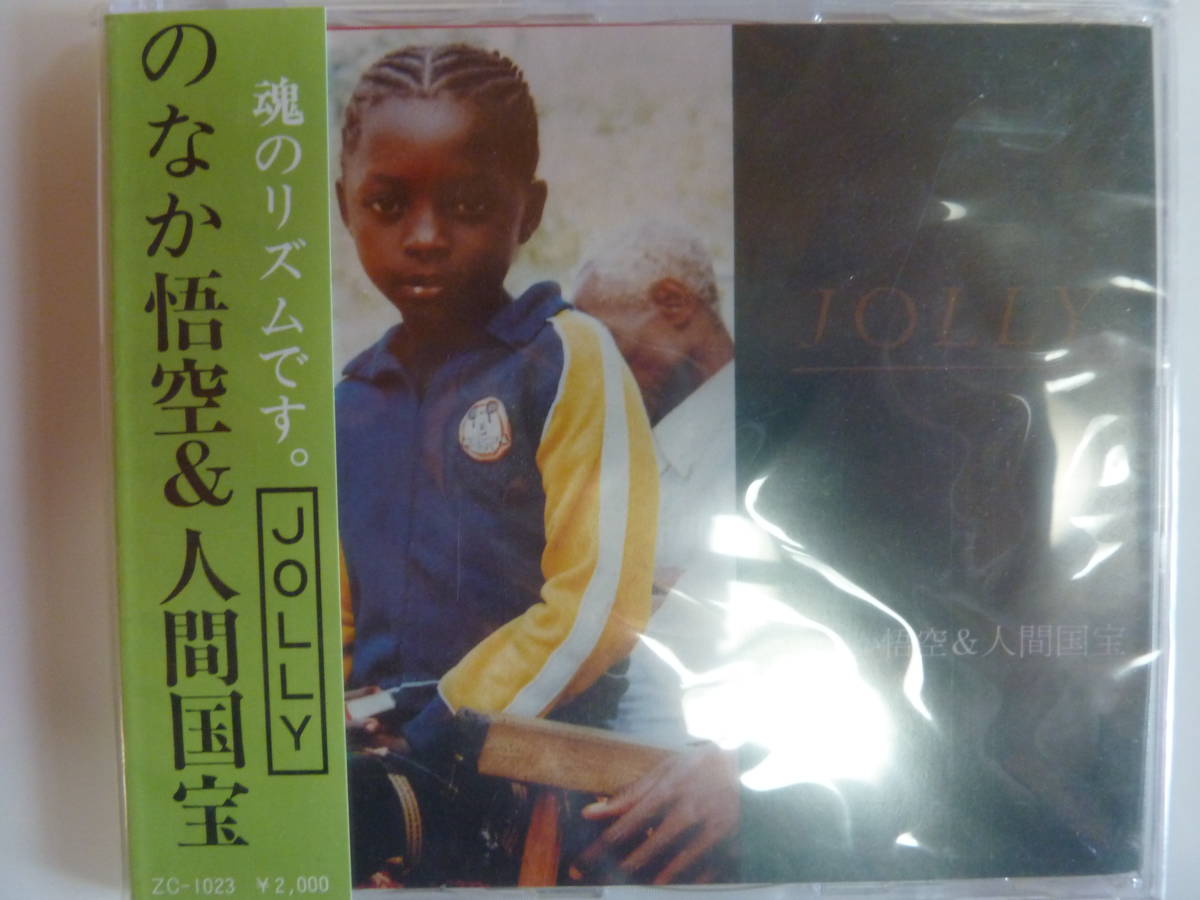 魂のリズムです。
JOLLY
のなか悟空&人間国宝
ZC-1023 ¥2,000
JOLLY
悟空&人間国宝